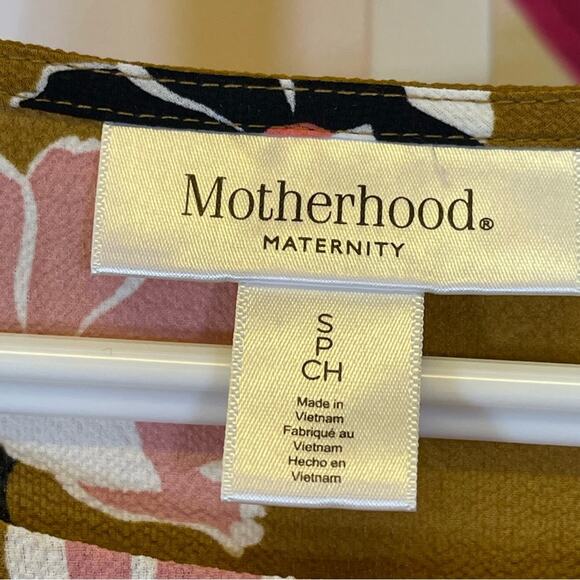 Motherhood®
MATERNITY
S
P
CH
Made in
Vietnam
Fabriqué au
Vietnam
Hecho en
Vietnam